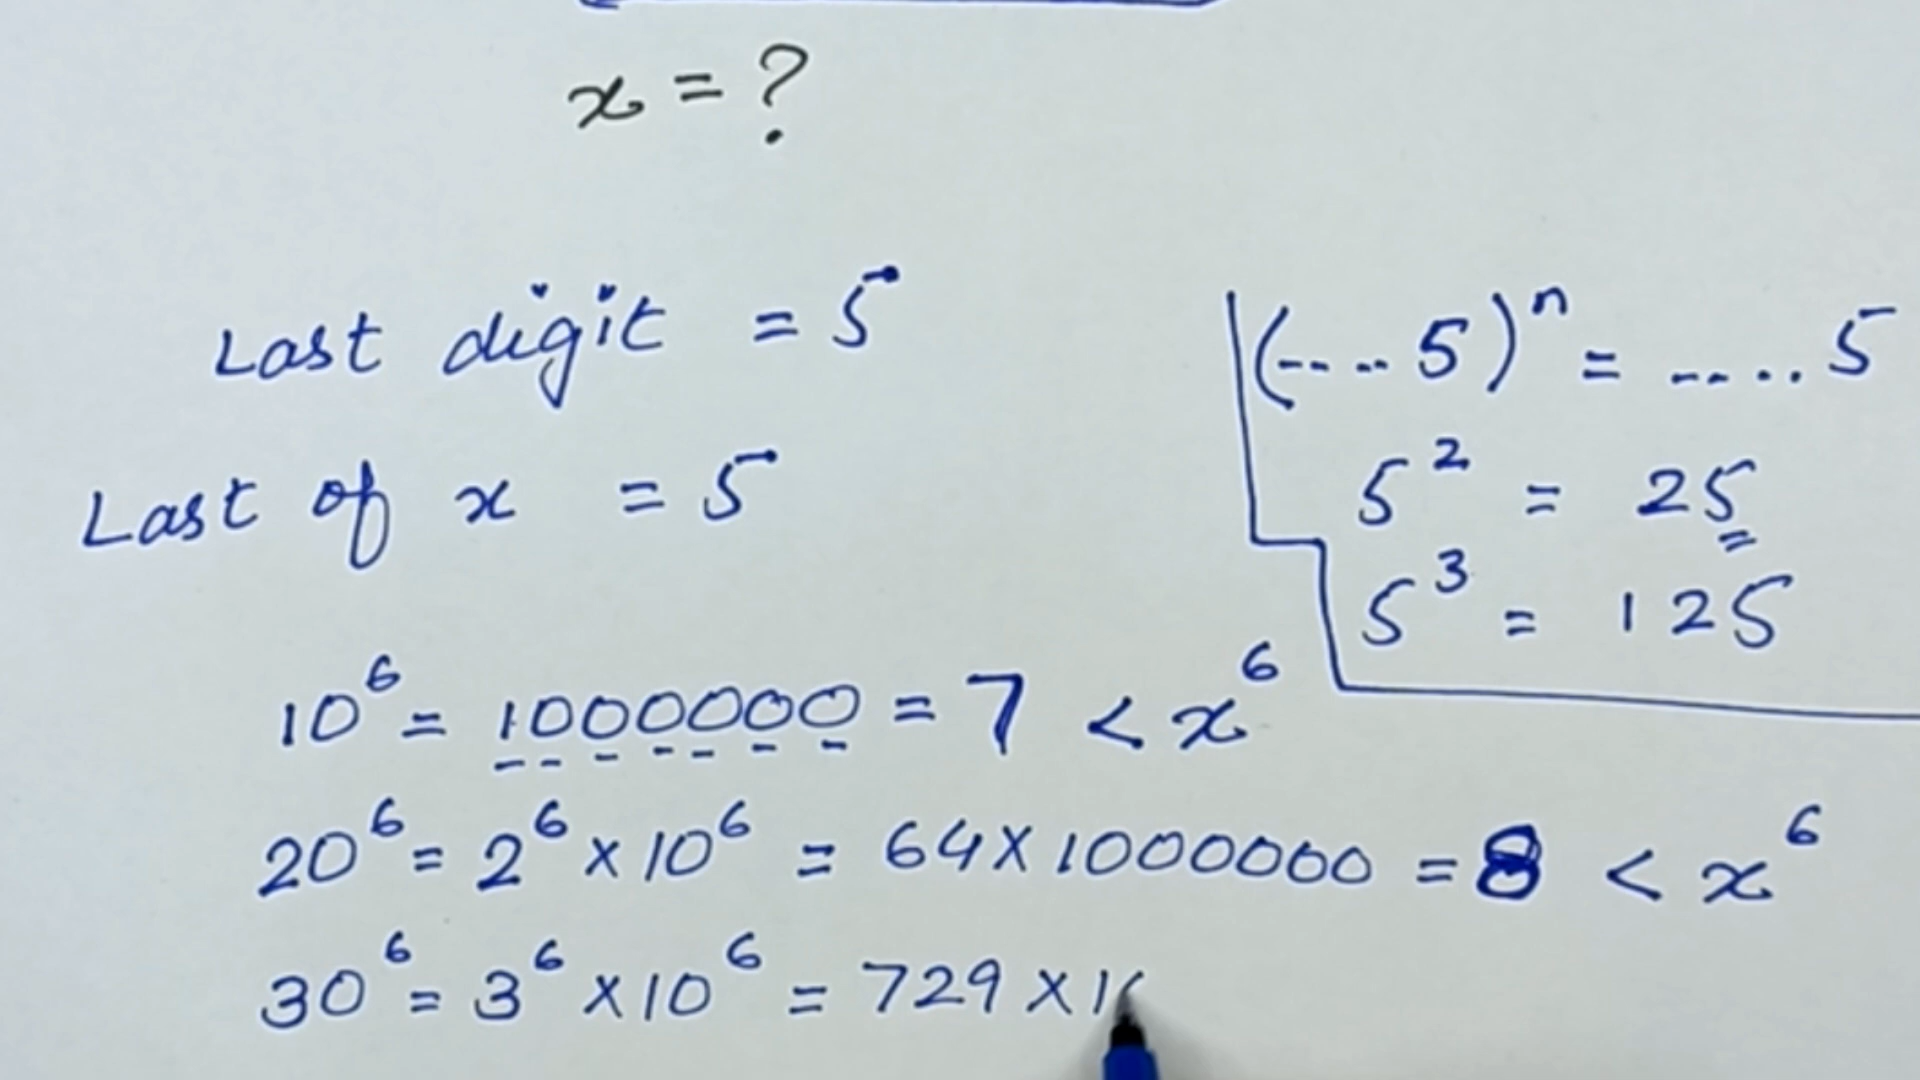 x = ?
Last digit = 5
Last of x = 5
(---- 5)ⁿ = ..... 5
5² = 25
5³ = 125
10⁶ = 1000000 = 7 < x⁶
20⁶ = 2⁶ × 10⁶ = 64 × 1000000 = 8 < x⁶
30⁶ = 3⁶ × 10⁶ = 729 × 1